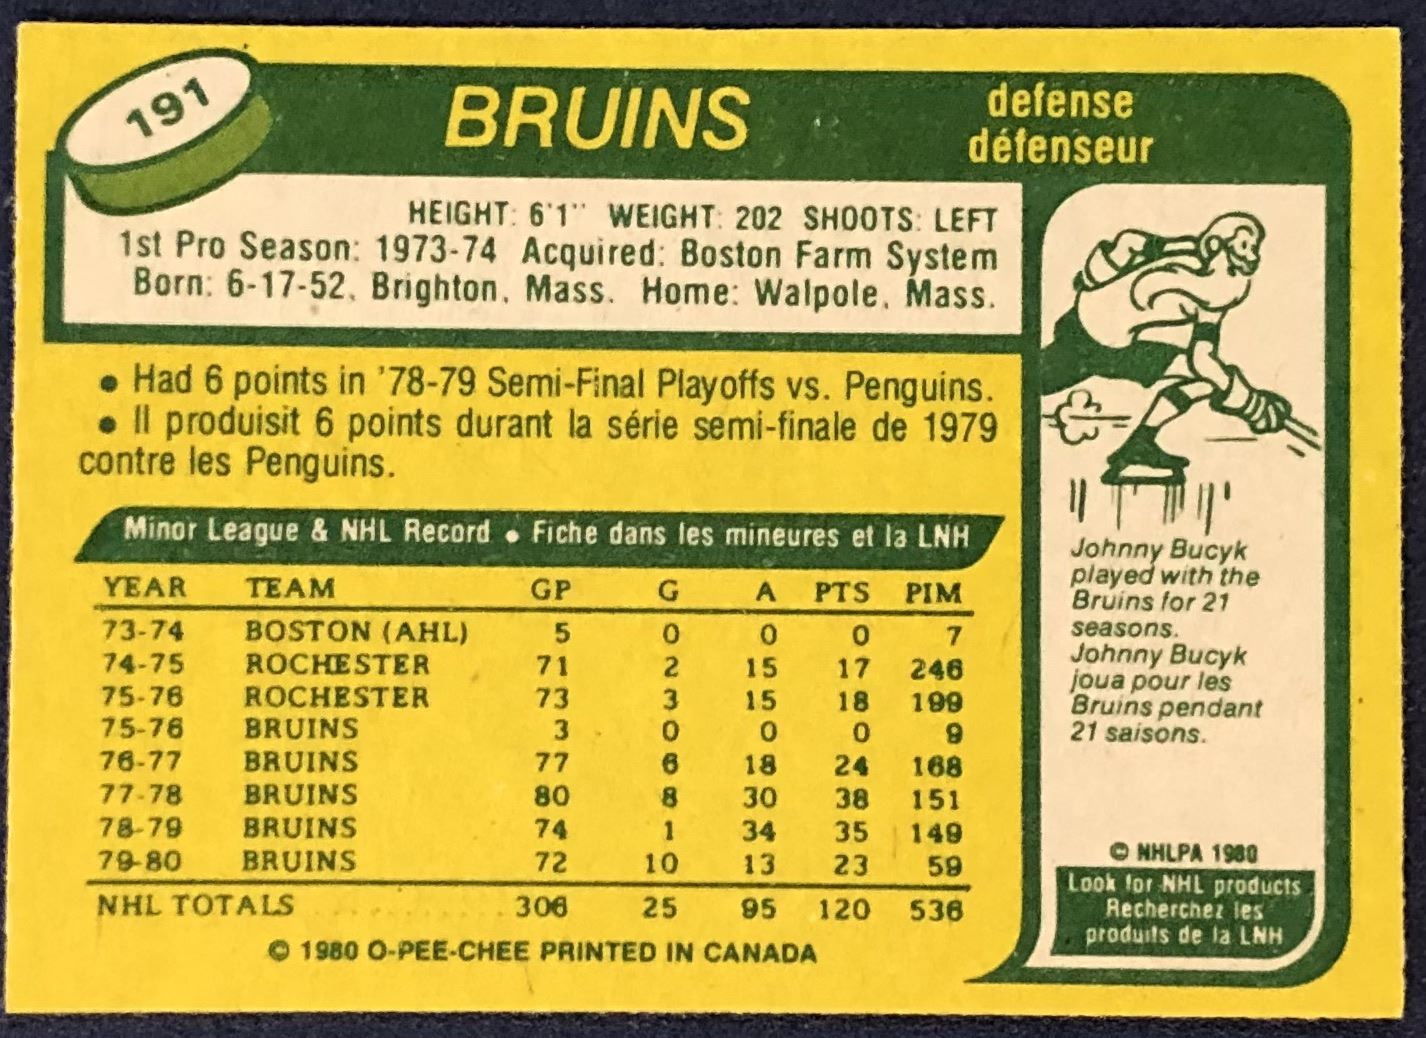 191
BRUINS
defense
défenseur
HEIGHT: 6'1" WEIGHT: 202 SHOOTS: LEFT
1st Pro Season: 1973-74 Acquired: Boston Farm System
Born: 6-17-52, Brighton, Mass. Home: Walpole, Mass.
• Had 6 points in '78-79 Semi-Final Playoffs vs. Penguins.
• Il produisit 6 points durant la série semi-finale de 1979
contre les Penguins.
Minor League & NHL Record • Fiche dans les mineures et la LNH
YEAR TEAM GP G A PTS PIM
73-74 BOSTON (AHL) 5 0 0 0 7
74-75 ROCHESTER 71 2 15 17 246
75-76 ROCHESTER 73 3 15 18 199
75-76 BRUINS 3 0 0 0 9
76-77 BRUINS 77 6 18 24 168
77-78 BRUINS 80 8 30 38 151
78-79 BRUINS 74 1 34 35 149
79-80 BRUINS 72 10 13 23 59
NHL TOTALS 306 25 95 120 536
© 1980 O-PEE-CHEE PRINTED IN CANADA
Johnny Bucyk
played with the
Bruins for 21
seasons.
Johnny Bucyk
joua pour les
Bruins pendant
21 saisons.
© NHLPA 1980
Look for NHL products
Recherchez les
produits de la LNH